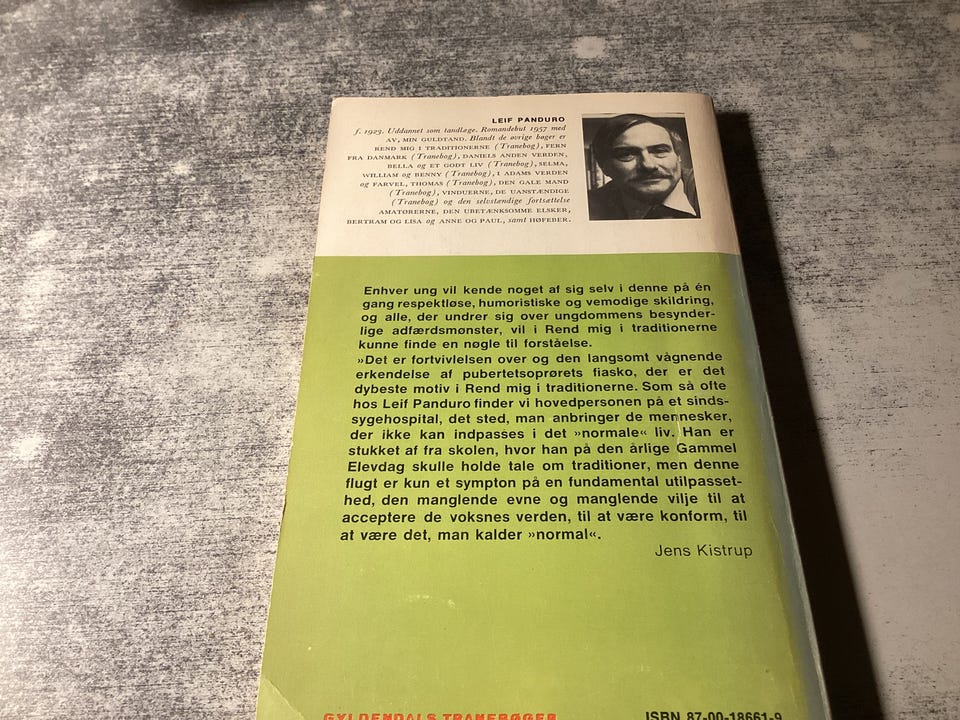 LEIF PANDURO
f. 1923. Uddannet som tandlæge. Romandebut 1957 med
AV, MIN GULDTAND. Blandt de øvrige bøger er
REND MIG I TRADITIONERNE (Tranebog), FERN
FRA DANMARK (Tranebog), DANIELS ANDEN VERDEN,
BELLA og ET GODT LIV (Tranebog), SELMA,
WILLIAM og BENNY (Tranebog), I ADAMS VERDEN
og FARVEL, THOMAS (Tranebog), DEN GALE MAND
(Tranebog), VINDUERNE, DE UANSTÆNDIGE
(Tranebog) og den selvstændige fortsættelse
AMATØRERNE, DEN UBETÆNKSOMME ELSKER,
BERTRAM OG LISA og ANNE OG PAUL, samt HØFEBER.
Enhver ung vil kende noget af sig selv i denne på én
gang respektløse, humoristiske og vemodige skildring,
og alle, der undrer sig over ungdommens besynder-
lige adfærdsmønster, vil i Rend mig i traditionerne
kunne finde en nøgle til forståelse.
»Det er fortvivlelsen over og den langsomt vågnende
erkendelse af pubertetsoprørets fiasko, der er det
dybeste motiv i Rend mig i traditionerne. Som så ofte
hos Leif Panduro finder vi hovedpersonen på et sinds-
sygehospital, det sted, man anbringer de mennesker,
der ikke kan indpasses i det »normale« liv. Han er
stukket af fra skolen, hvor han på den årlige Gammel
Elevdag skulle holde tale om traditioner, men denne
flugt er kun et sympton på en fundamental utilpasset-
hed, den manglende evne og manglende vilje til at
acceptere de voksnes verden, til at være konform, til
at være det, man kalder »normal«.
Jens Kistrup
GYLDENDALS TRANEBØGER
ISBN 87-00-18661-9